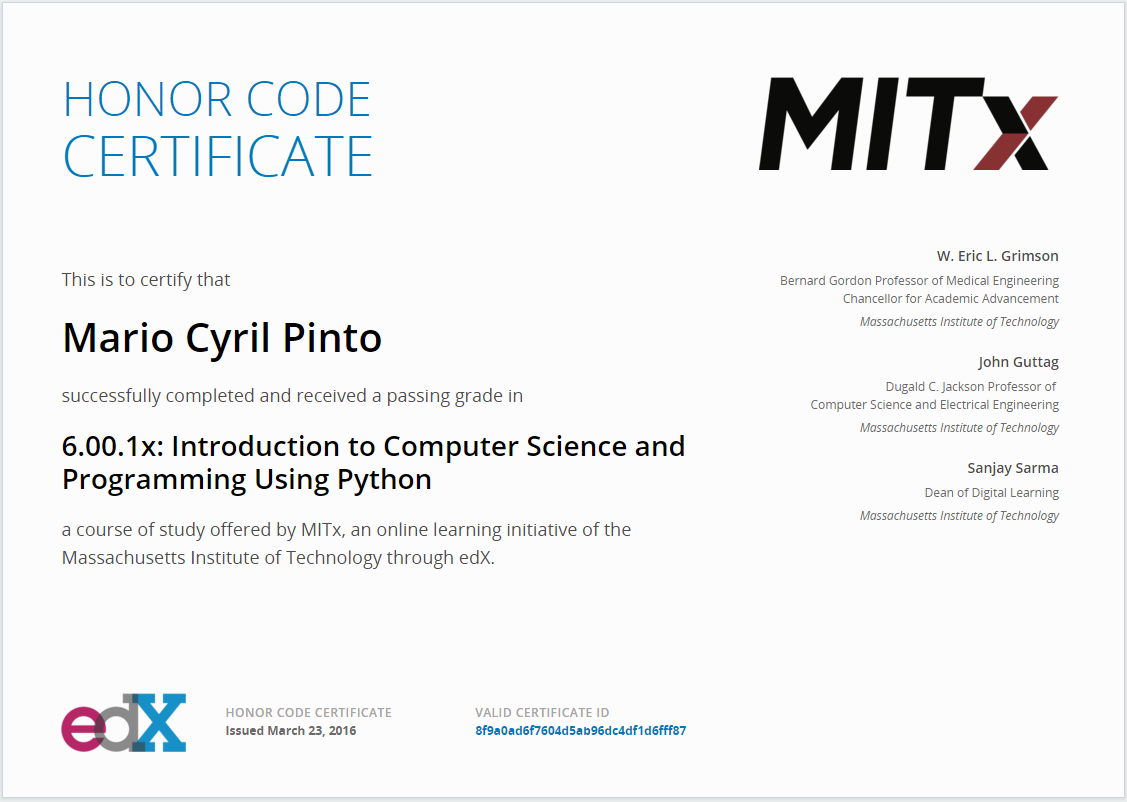 HONOR CODE
CERTIFICATE
MITx
This is to certify that
Mario Cyril Pinto
successfully completed and received a passing grade in
6.00.1x: Introduction to Computer Science and
Programming Using Python
a course of study offered by MITx, an online learning initiative of the
Massachusetts Institute of Technology through edX.
W. Eric L. Grimson
Bernard Gordon Professor of Medical Engineering
Chancellor for Academic Advancement
Massachusetts Institute of Technology
John Guttag
Dugald C. Jackson Professor of
Computer Science and Electrical Engineering
Massachusetts Institute of Technology
Sanjay Sarma
Dean of Digital Learning
Massachusetts Institute of Technology
edX
HONOR CODE CERTIFICATE
Issued March 23, 2016
VALID CERTIFICATE ID
8f9a0ad6f7604d5ab96dc4df1d6fff87